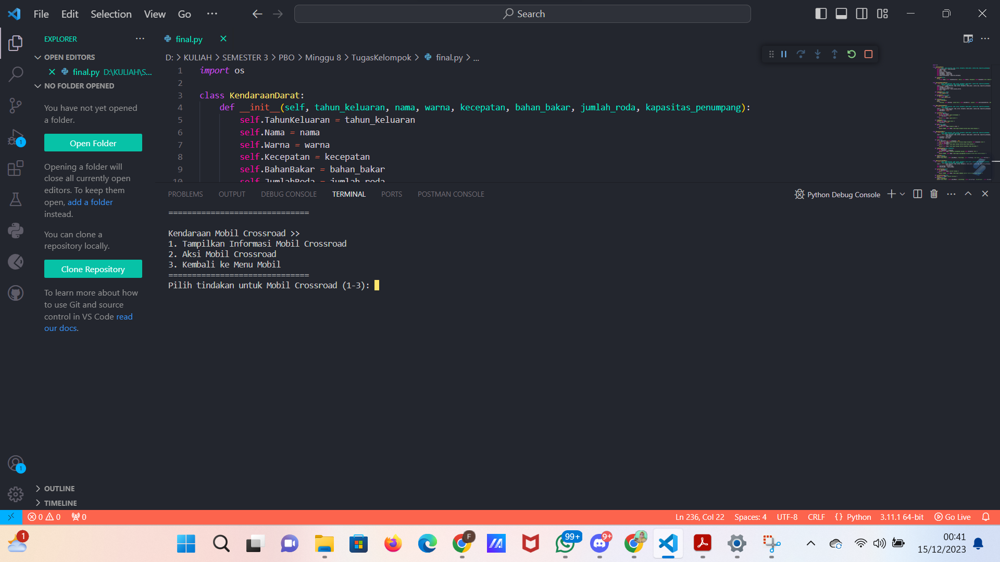 File Edit Selection View Go ···
Search
EXPLORER
OPEN EDITORS
final.py D:\KULIAH\S...
NO FOLDER OPENED
You have not yet opened
a folder.
Open Folder
Opening a folder will
close all currently open
editors. To keep them
open, add a folder
instead.
You can clone a
repository locally.
Clone Repository
To learn more about how
to use Git and source
control in VS Code read
our docs.
OUTLINE
TIMELINE
final.py
D: > KULIAH > SEMESTER 3 > PBO > Minggu 8 > TugasKelompok > final.py > ...
1 import os
2
3 class KendaraanDarat:
4 def __init__(self, tahun_keluaran, nama, warna, kecepatan, bahan_bakar, jumlah_roda, kapasitas_penumpang):
5 self.TahunKeluaran = tahun_keluaran
6 self.Nama = nama
7 self.Warna = warna
8 self.Kecepatan = kecepatan
9 self.BahanBakar = bahan_bakar
10 self.JumlahRoda = jumlah_roda
PROBLEMS OUTPUT DEBUG CONSOLE TERMINAL PORTS POSTMAN CONSOLE
Python Debug Console
==============================
Kendaraan Mobil Crossroad >>
1. Tampilkan Informasi Mobil Crossroad
2. Aksi Mobil Crossroad
3. Kembali ke Menu Mobil
==============================
Pilih tindakan untuk Mobil Crossroad (1-3):
1
1
0 0 0
Ln 236, Col 22 Spaces: 4 UTF-8 CRLF {} Python 3.11.1 64-bit Go Live
1
F
99+
9+
00:41
15/12/2023